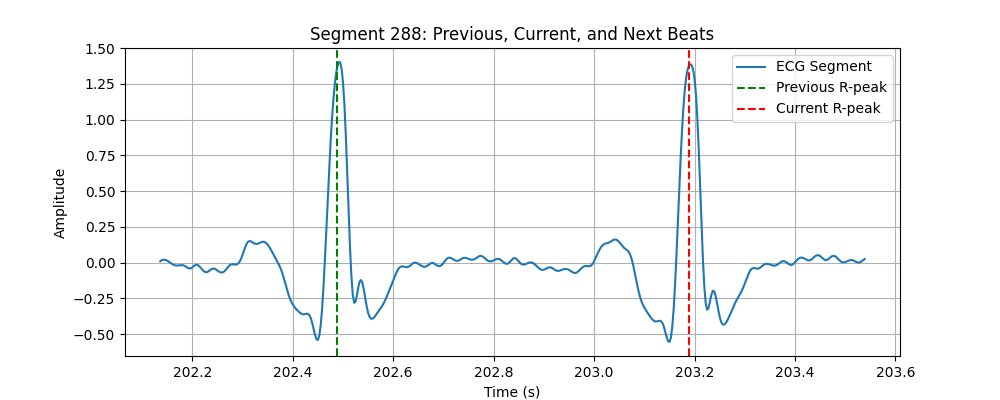 Segment 288: Previous, Current, and Next Beats
1.50
1.25
1.00
0.75
0.50
0.25
0.00
−0.25
−0.50
Amplitude
ECG Segment
Previous R-peak
Current R-peak
202.2 202.4 202.6 202.8 203.0 203.2 203.4 203.6
Time (s)